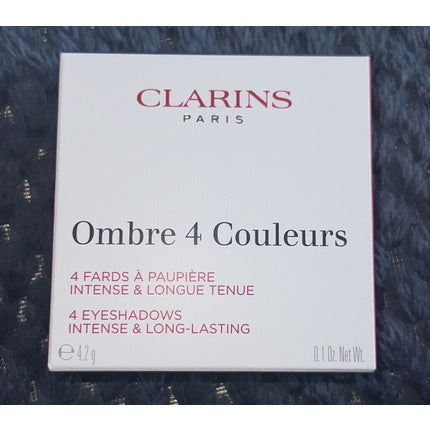 CLARINS
PARIS
Ombre 4 Couleurs
4 FARDS À PAUPIÈRE
INTENSE & LONGUE TENUE
4 EYESHADOWS
INTENSE & LONG-LASTING
℮ 4,2 g 0.1 Oz. Net Wt.